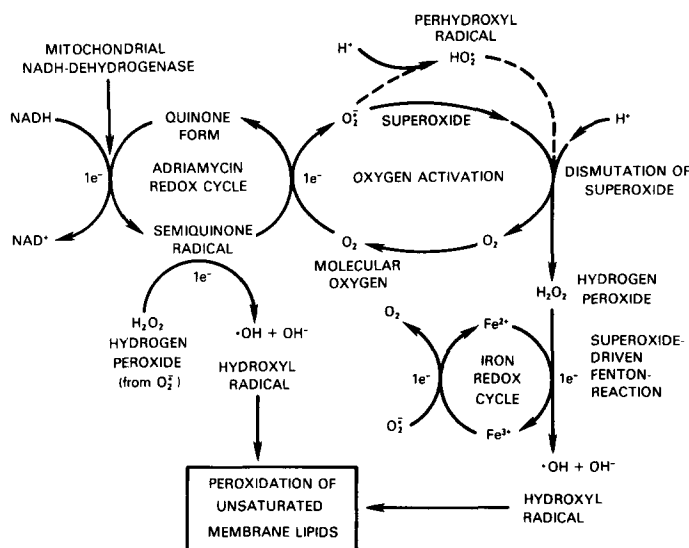 PERHYDROXYL
RADICAL
MITOCHONDRIAL
NADH-DEHYDROGENASE
H⁺
HO₂•
NADH
QUINONE
FORM
O₂⁻
SUPEROXIDE
H⁺
1e⁻
ADRIAMYCIN
REDOX CYCLE
1e⁻
OXYGEN ACTIVATION
DISMUTATION OF
SUPEROXIDE
NAD⁺
SEMIQUINONE
RADICAL
O₂
O₂
MOLECULAR
OXYGEN
1e⁻
H₂O₂
HYDROGEN
PEROXIDE
H₂O₂
HYDROGEN
PEROXIDE
(from O₂⁻)
·OH + OH⁻
HYDROXYL
RADICAL
O₂
Fe²⁺
1e⁻
IRON
REDOX
CYCLE
1e⁻
SUPEROXIDE-
DRIVEN
FENTON-
REACTION
O₂⁻
Fe³⁺
·OH + OH⁻
HYDROXYL
RADICAL
PEROXIDATION OF
UNSATURATED
MEMBRANE LIPIDS